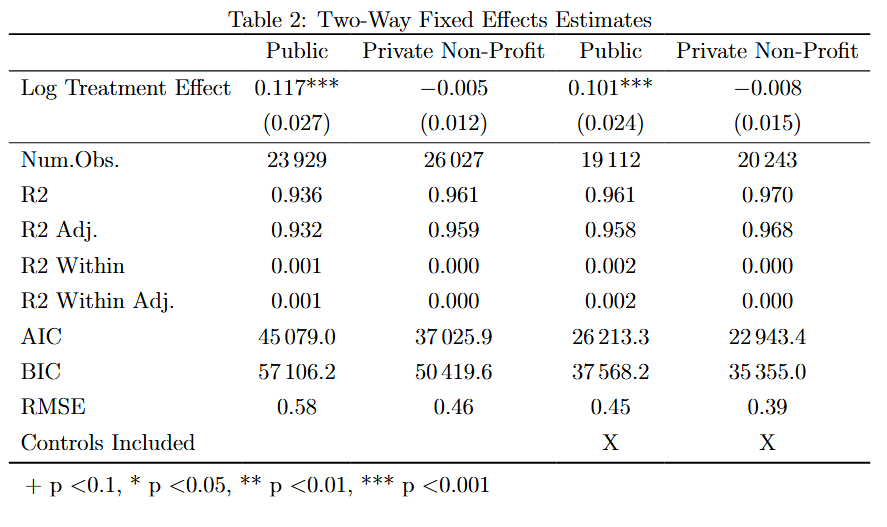 Table 2: Two-Way Fixed Effects Estimates
Public Private Non-Profit Public Private Non-Profit
Log Treatment Effect 0.117*** −0.005 0.101*** −0.008
(0.027) (0.012) (0.024) (0.015)
Num.Obs. 23 929 26 027 19 112 20 243
R2 0.936 0.961 0.961 0.970
R2 Adj. 0.932 0.959 0.958 0.968
R2 Within 0.001 0.000 0.002 0.000
R2 Within Adj. 0.001 0.000 0.002 0.000
AIC 45 079.0 37 025.9 26 213.3 22 943.4
BIC 57 106.2 50 419.6 37 568.2 35 355.0
RMSE 0.58 0.46 0.45 0.39
Controls Included X X
+ p <0.1, * p <0.05, ** p <0.01, *** p <0.001